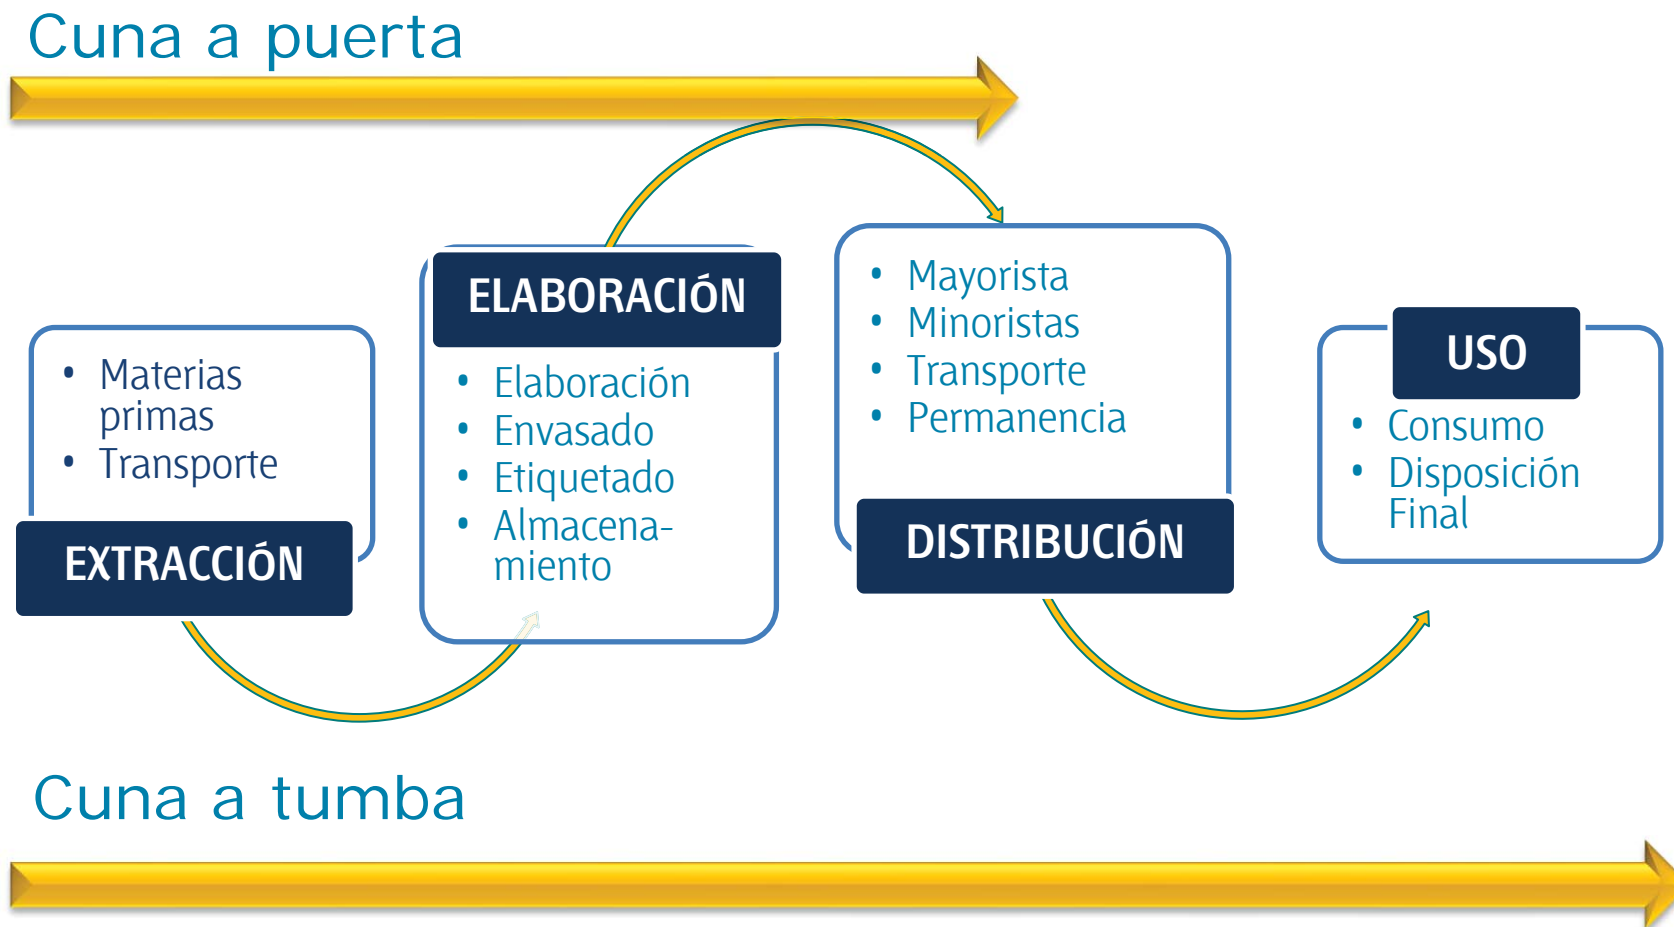 Cuna a puerta
• Materias
primas
• Transporte
EXTRACCIÓN
ELABORACIÓN
• Elaboración
• Envasado
• Etiquetado
• Almacena-
miento
• Mayorista
• Minoristas
• Transporte
• Permanencia
DISTRIBUCIÓN
USO
• Consumo
• Disposición
Final
Cuna a tumba